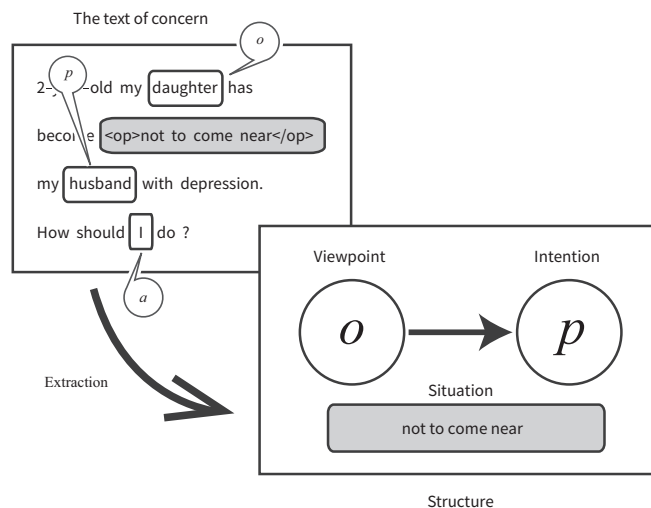 The text of concern
o
p
2-y -old my daughter has
become <op>not to come near</op>
my husband with depression.
How should I do ?
a
Extraction
Viewpoint
Intention
o
p
Situation
not to come near
Structure